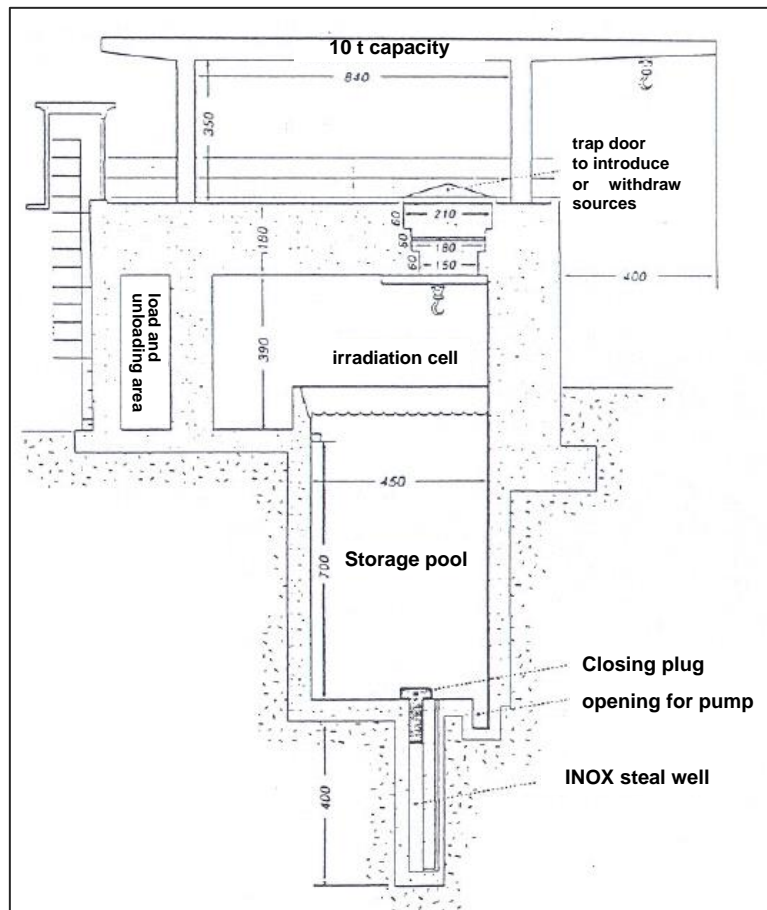 10 t capacity
840
350
trap door
to introduce
or withdraw
sources
60
210
60
180
60
150
180
400
load and
unloading area
390
irradiation cell
450
Storage pool
700
Closing plug
opening for pump
INOX steal well
400